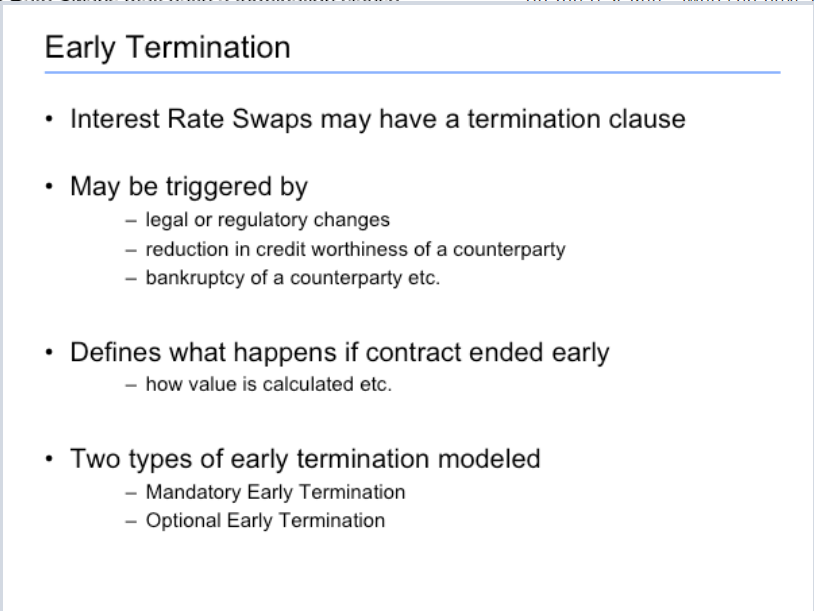 Early Termination
• Interest Rate Swaps may have a termination clause
• May be triggered by
– legal or regulatory changes
– reduction in credit worthiness of a counterparty
– bankruptcy of a counterparty etc.
• Defines what happens if contract ended early
– how value is calculated etc.
• Two types of early termination modeled
– Mandatory Early Termination
– Optional Early Termination